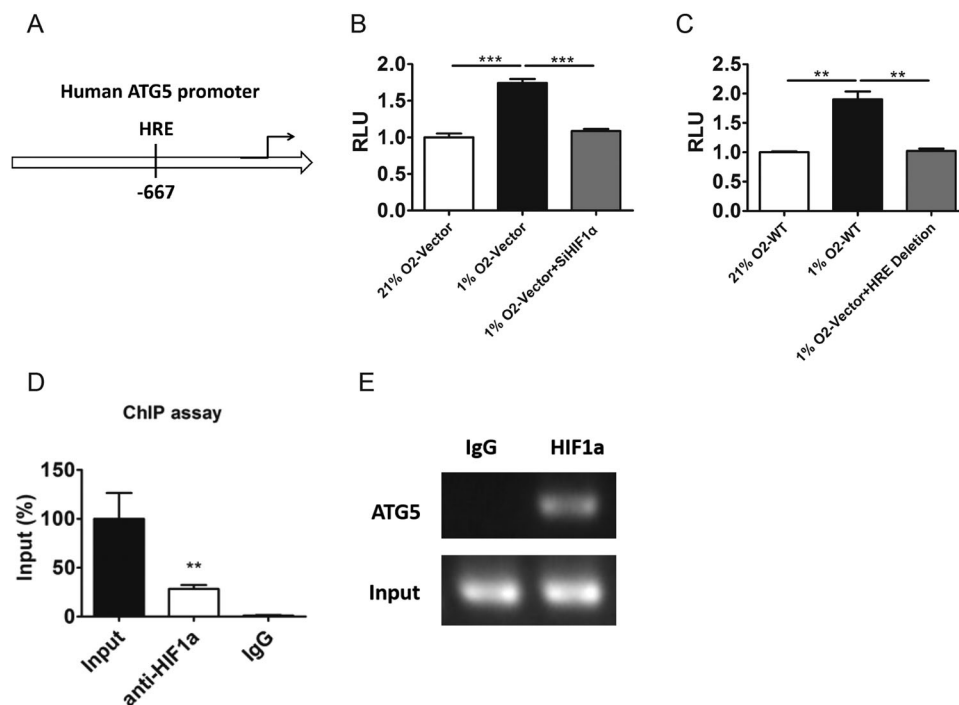 A
Human ATG5 promoter
HRE
-667
B
RLU
2.0
1.5
1.0
0.5
0.0
***
***
21% O2-Vector
1% O2-Vector
1% O2-Vector+SiHIF1α
C
RLU
2.5
2.0
1.5
1.0
0.5
0.0
**
**
21% O2-WT
1% O2-WT
1% O2-Vector+HRE Deletion
D
ChIP assay
Input (%)
150
100
50
0
**
Input
anti-HIF1a
IgG
E
IgG HIF1a
ATG5
Input